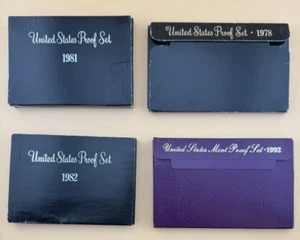 United States Proof Set
1981
United States Proof Set • 1978
United States Proof Set
1982
United States Mint Proof Set • 1992